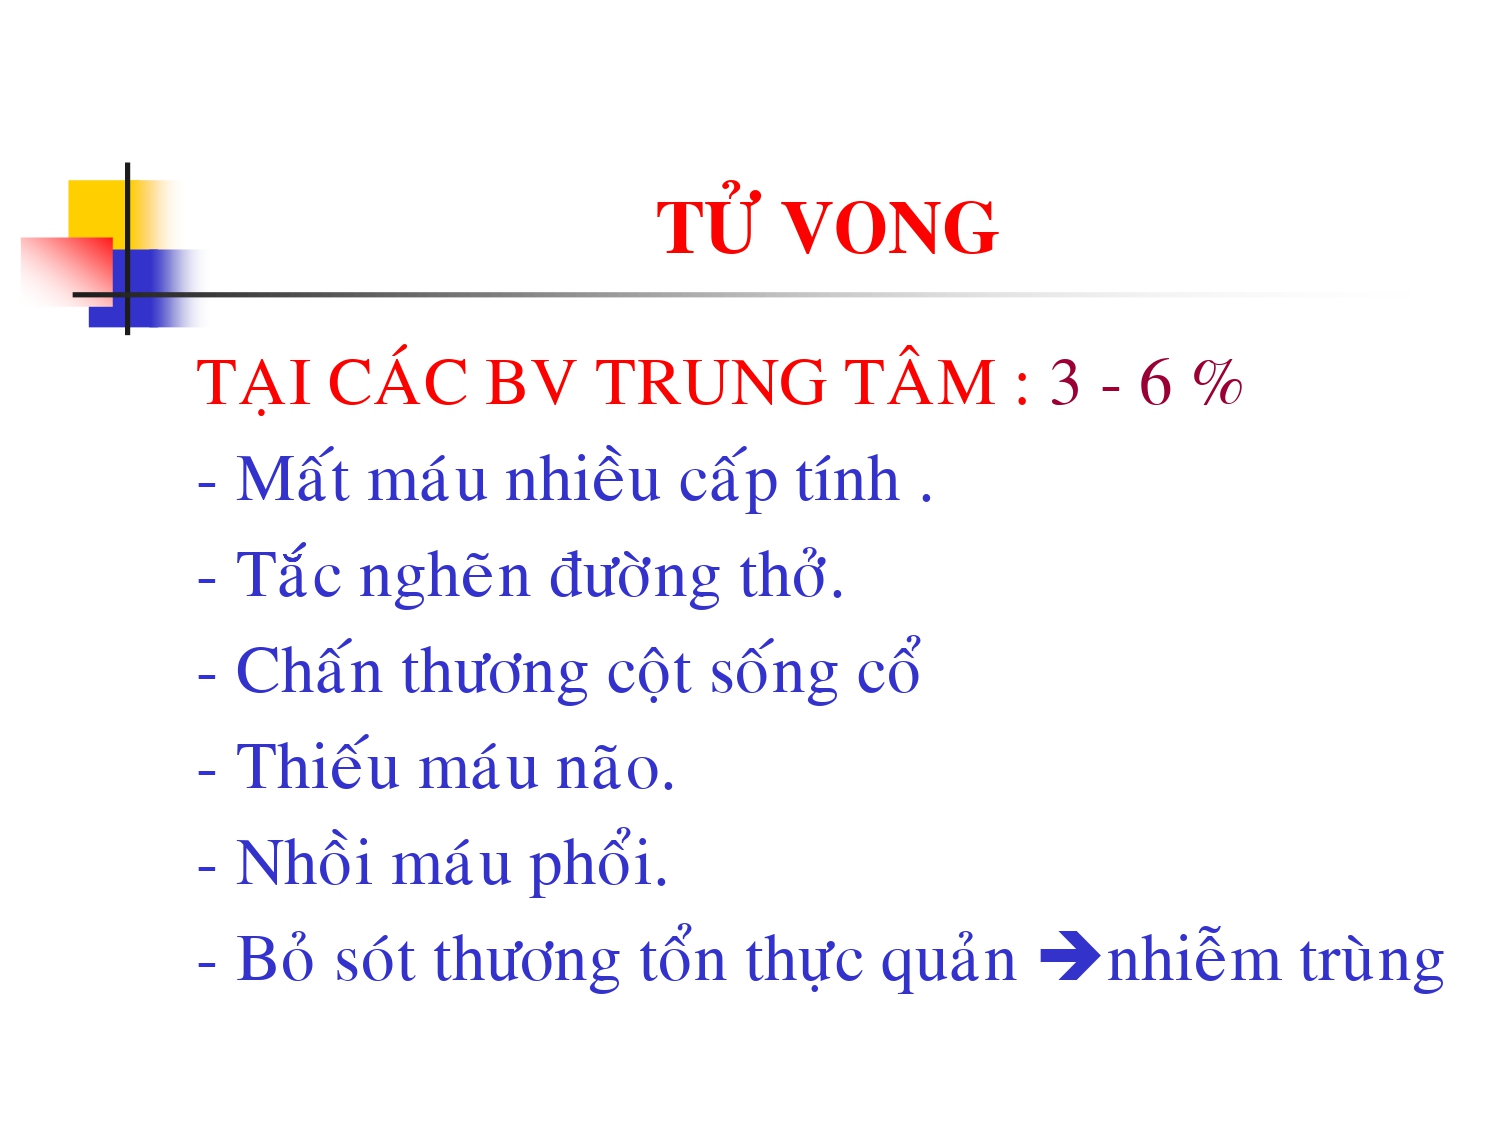 TỬ VONG
TẠI CÁC BV TRUNG TÂM : 3 - 6 %
- Mất máu nhiều cấp tính .
- Tắc nghẽn đường thở.
- Chấn thương cột sống cổ
- Thiếu máu não.
- Nhồi máu phổi.
- Bỏ sót thương tổn thực quản ➔nhiễm trùng